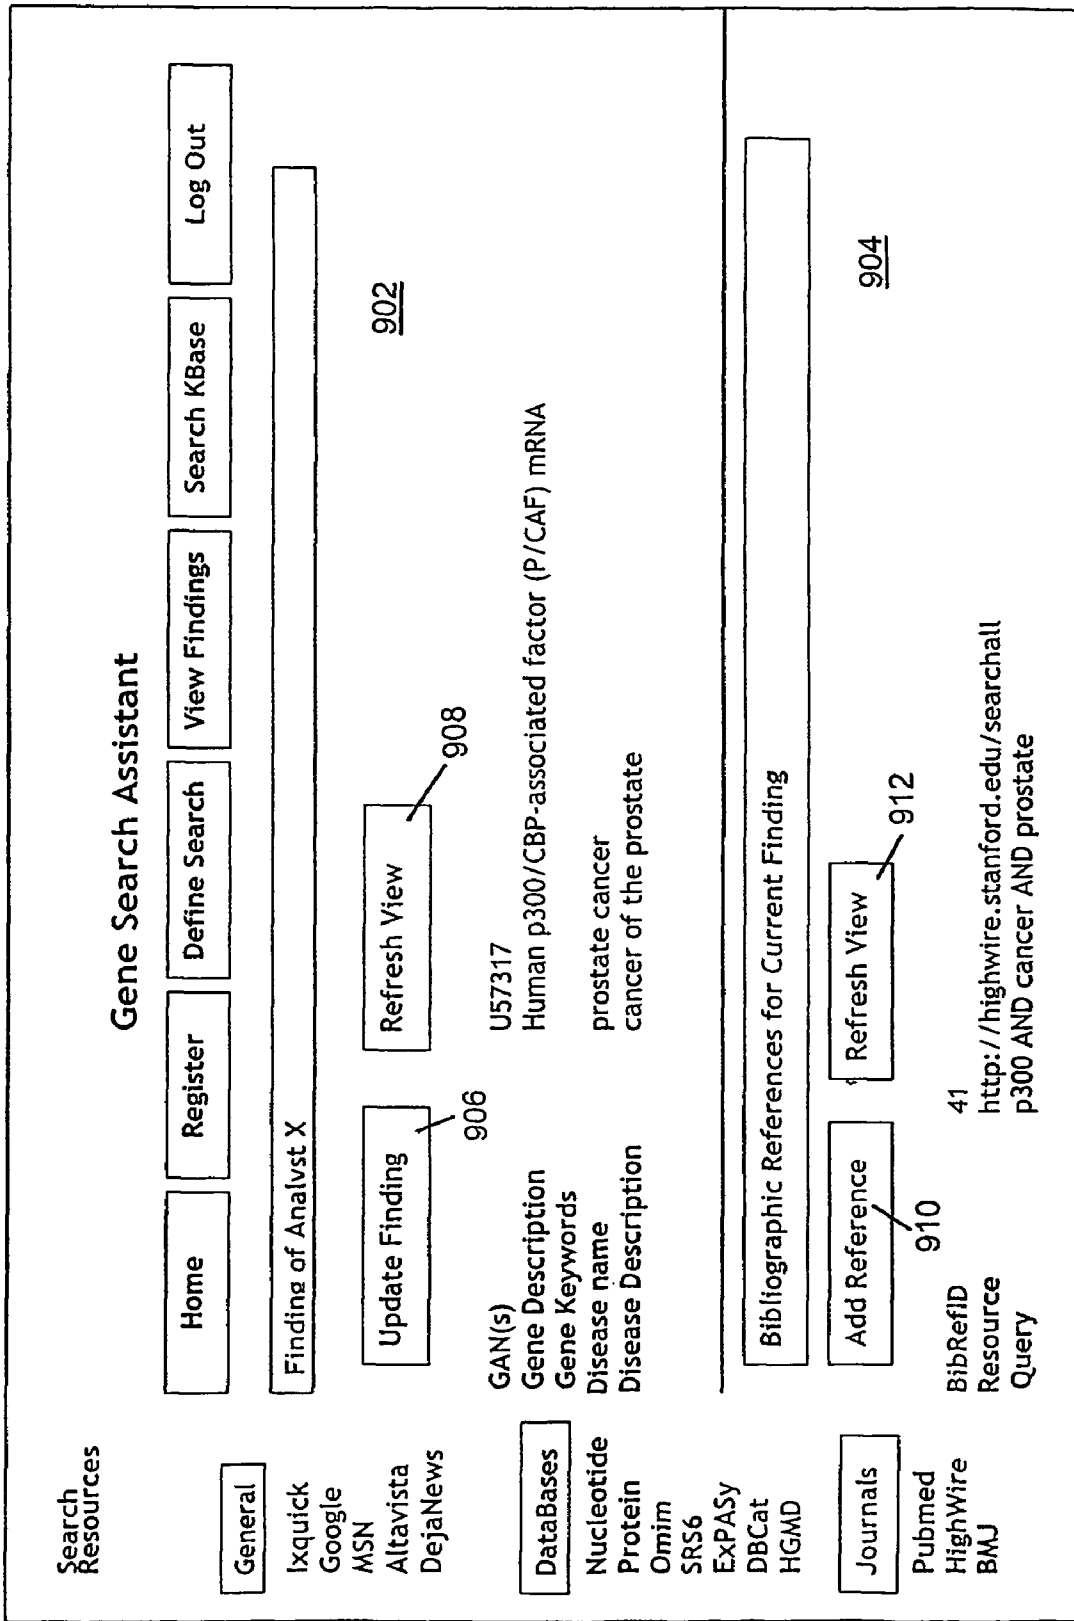 Gene Search Assistant
Search
Resources
Home
Register
Define Search
View Findings
Search KBase
Log Out
General
Ixquick
Google
MSN
Altavista
DejaNews
DataBases
Nucleotide
Protein
Omim
SRS6
ExPASy
DBCat
HGMD
Journals
Pubmed
HighWire
BMJ
Finding of Analyst X
Update Finding
906
Refresh View
908
902
GAN(s) U57317
Gene Description Human p300/CBP-associated factor (P/CAF) mRNA
Gene Keywords
Disease name prostate cancer
Disease Description cancer of the prostate
Bibliographic References for Current Finding
Add Reference
910
Refresh View
912
904
BibRefID 41
Resource http://highwire.stanford.edu/searchall
Query p300 AND cancer AND prostate